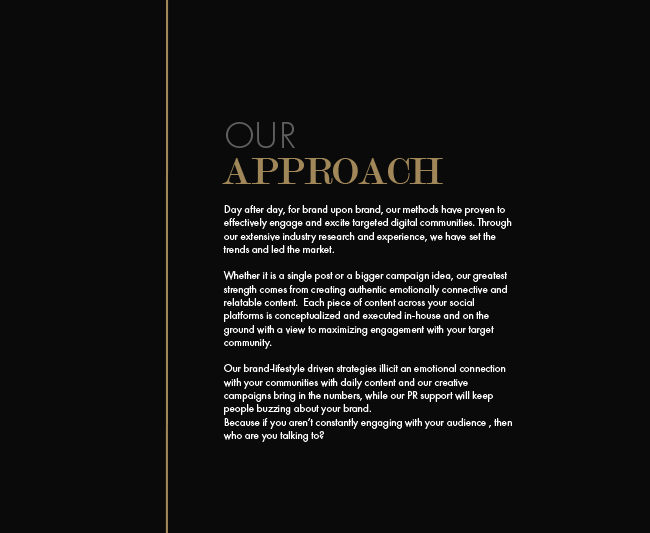 OUR
APPROACH
Day after day, for brand upon brand, our methods have proven to
effectively engage and excite targeted digital communities. Through
our extensive industry research and experience, we have set the
trends and led the market.
Whether it is a single post or a bigger campaign idea, our greatest
strength comes from creating authentic emotionally connective and
relatable content.  Each piece of content across your social
platforms is conceptualized and executed in-house and on the
ground with a view to maximizing engagement with your target
community.
Our brand-lifestyle driven strategies illicit an emotional connection
with your communities with daily content and our creative
campaigns bring in the numbers, while our PR support will keep
people buzzing about your brand.
Because if you aren't constantly engaging with your audience , then
who are you talking to?